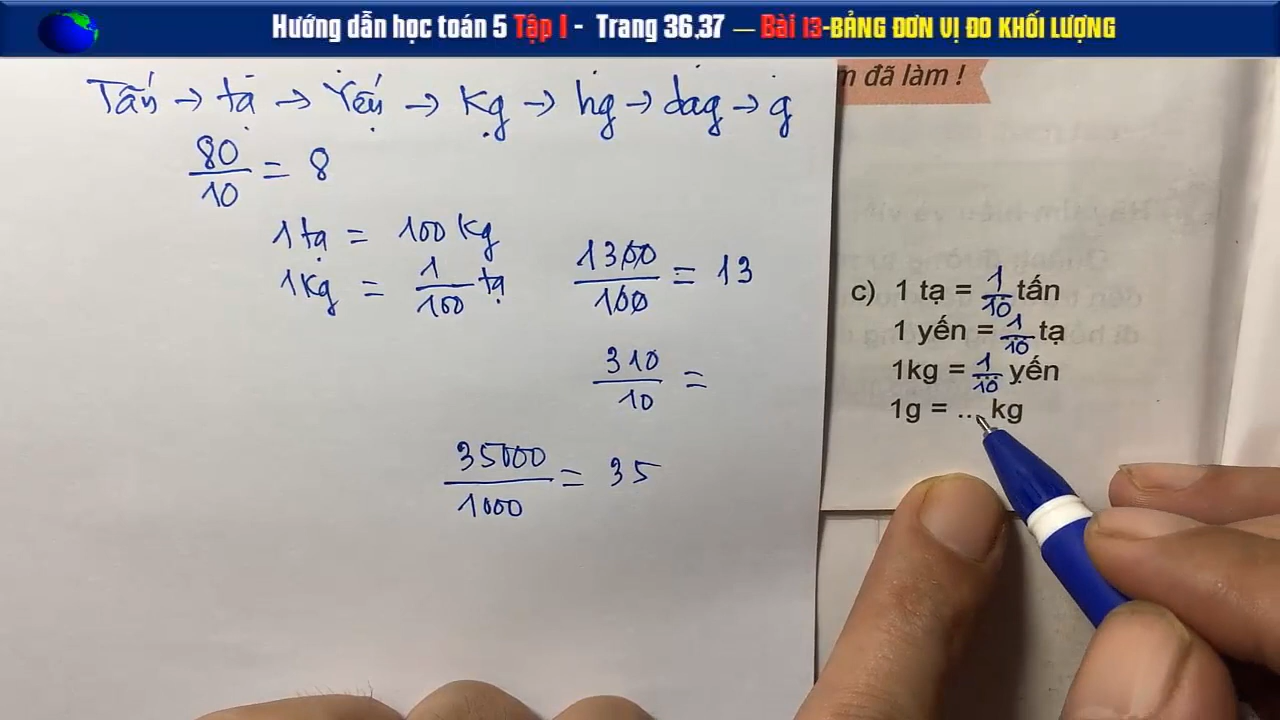 Hướng dẫn học toán 5 Tập I - Trang 36,37 — Bài 13-BẢNG ĐƠN VỊ ĐO KHỐI LƯỢNG
Tấn → tạ → Yến → Kg → hg → dag → g
80/10 = 8
1 tạ = 100 Kg
1Kg = 1/100 tạ
1300/100 = 13
310/10 =
35000/1000 = 35
m đã làm !
c) 1 tạ = 1/10 tấn
1 yến = 1/10 tạ
1kg = 1/10 yến
1g = ... kg